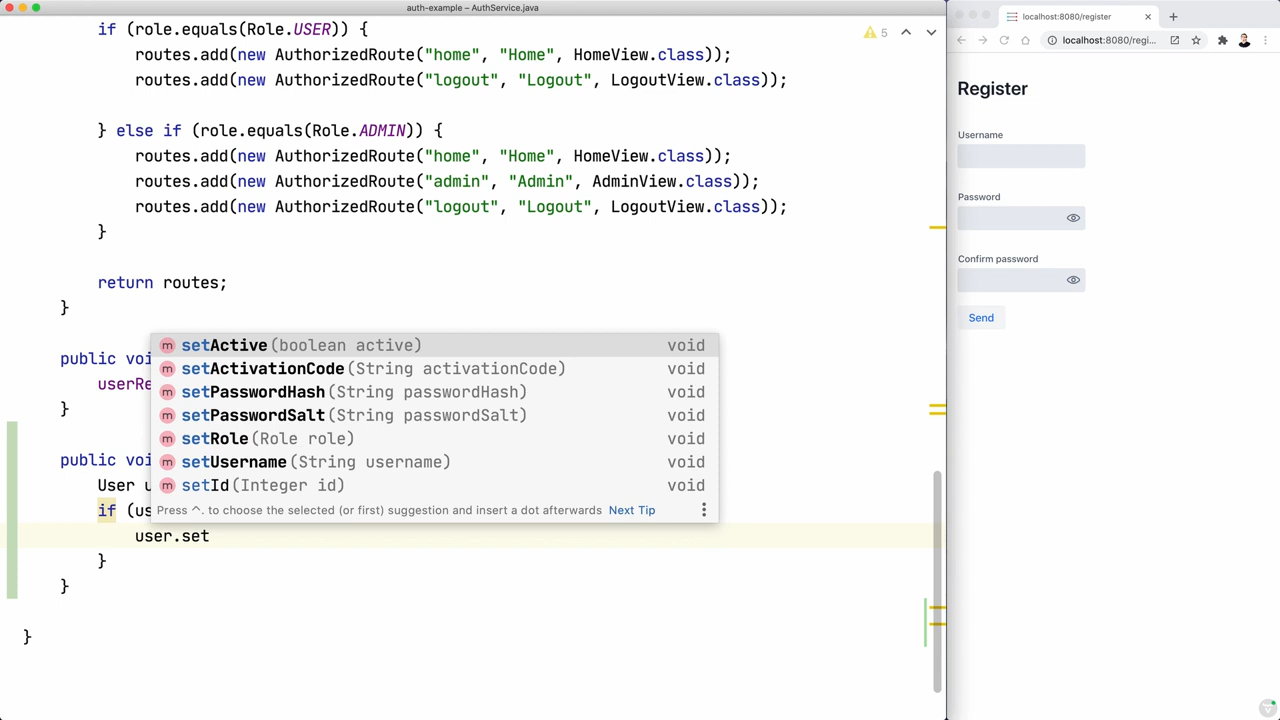 auth-example – AuthService.java
if (role.equals(Role.USER)) {
routes.add(new AuthorizedRoute("home", "Home", HomeView.class));
routes.add(new AuthorizedRoute("logout", "Logout", LogoutView.class));
} else if (role.equals(Role.ADMIN)) {
routes.add(new AuthorizedRoute("home", "Home", HomeView.class));
routes.add(new AuthorizedRoute("admin", "Admin", AdminView.class));
routes.add(new AuthorizedRoute("logout", "Logout", LogoutView.class));
}
return routes;
}
public voi
userRe
}
public voi
User u
if (us
user.set
}
}
}
5
m setActive(boolean active) void
m setActivationCode(String activationCode) void
m setPasswordHash(String passwordHash) void
m setPasswordSalt(String passwordSalt) void
m setRole(Role role) void
m setUsername(String username) void
m setId(Integer id) void
Press ^. to choose the selected (or first) suggestion and insert a dot afterwards Next Tip
localhost:8080/register
localhost:8080/regi...
Register
Username
Password
Confirm password
Send